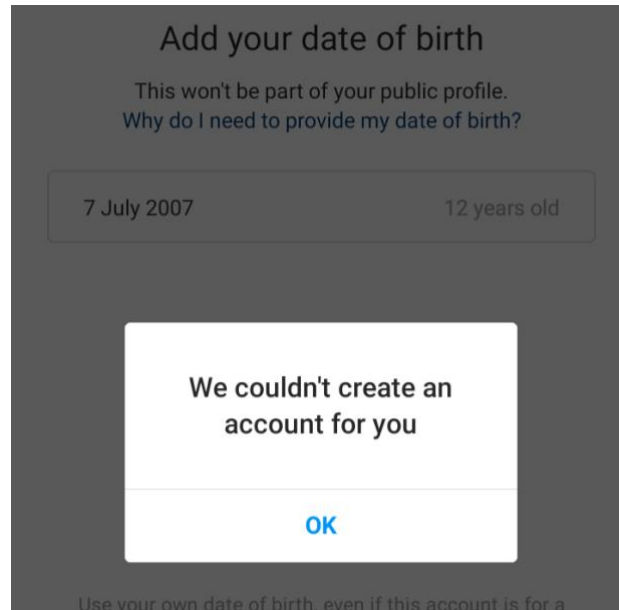 Add your date of birth
This won't be part of your public profile.
Why do I need to provide my date of birth?
7 July 2007 12 years old
We couldn't create an
account for you
OK
Use your own date of birth, even if this account is for a